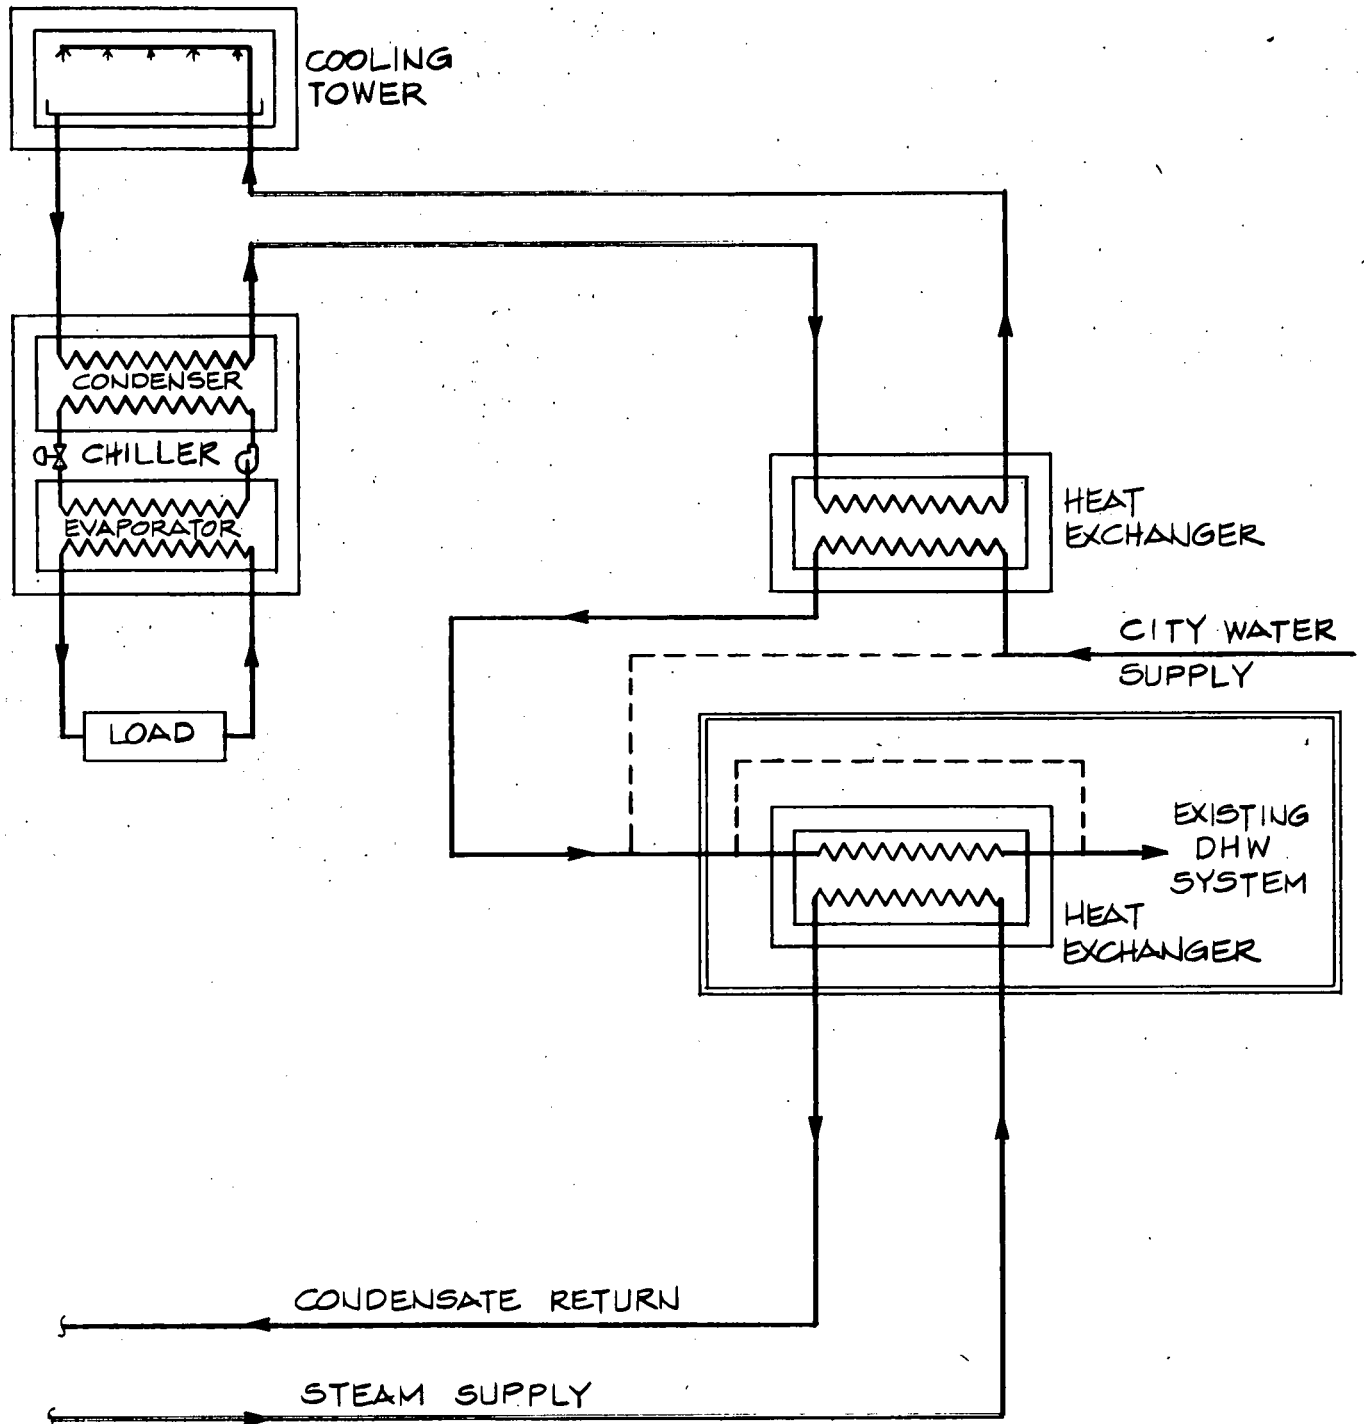 COOLING
TOWER
CONDENSER
CHILLER
EVAPORATOR
LOAD
HEAT
EXCHANGER
CITY WATER
SUPPLY
EXISTING
DHW
SYSTEM
HEAT
EXCHANGER
CONDENSATE RETURN
STEAM SUPPLY